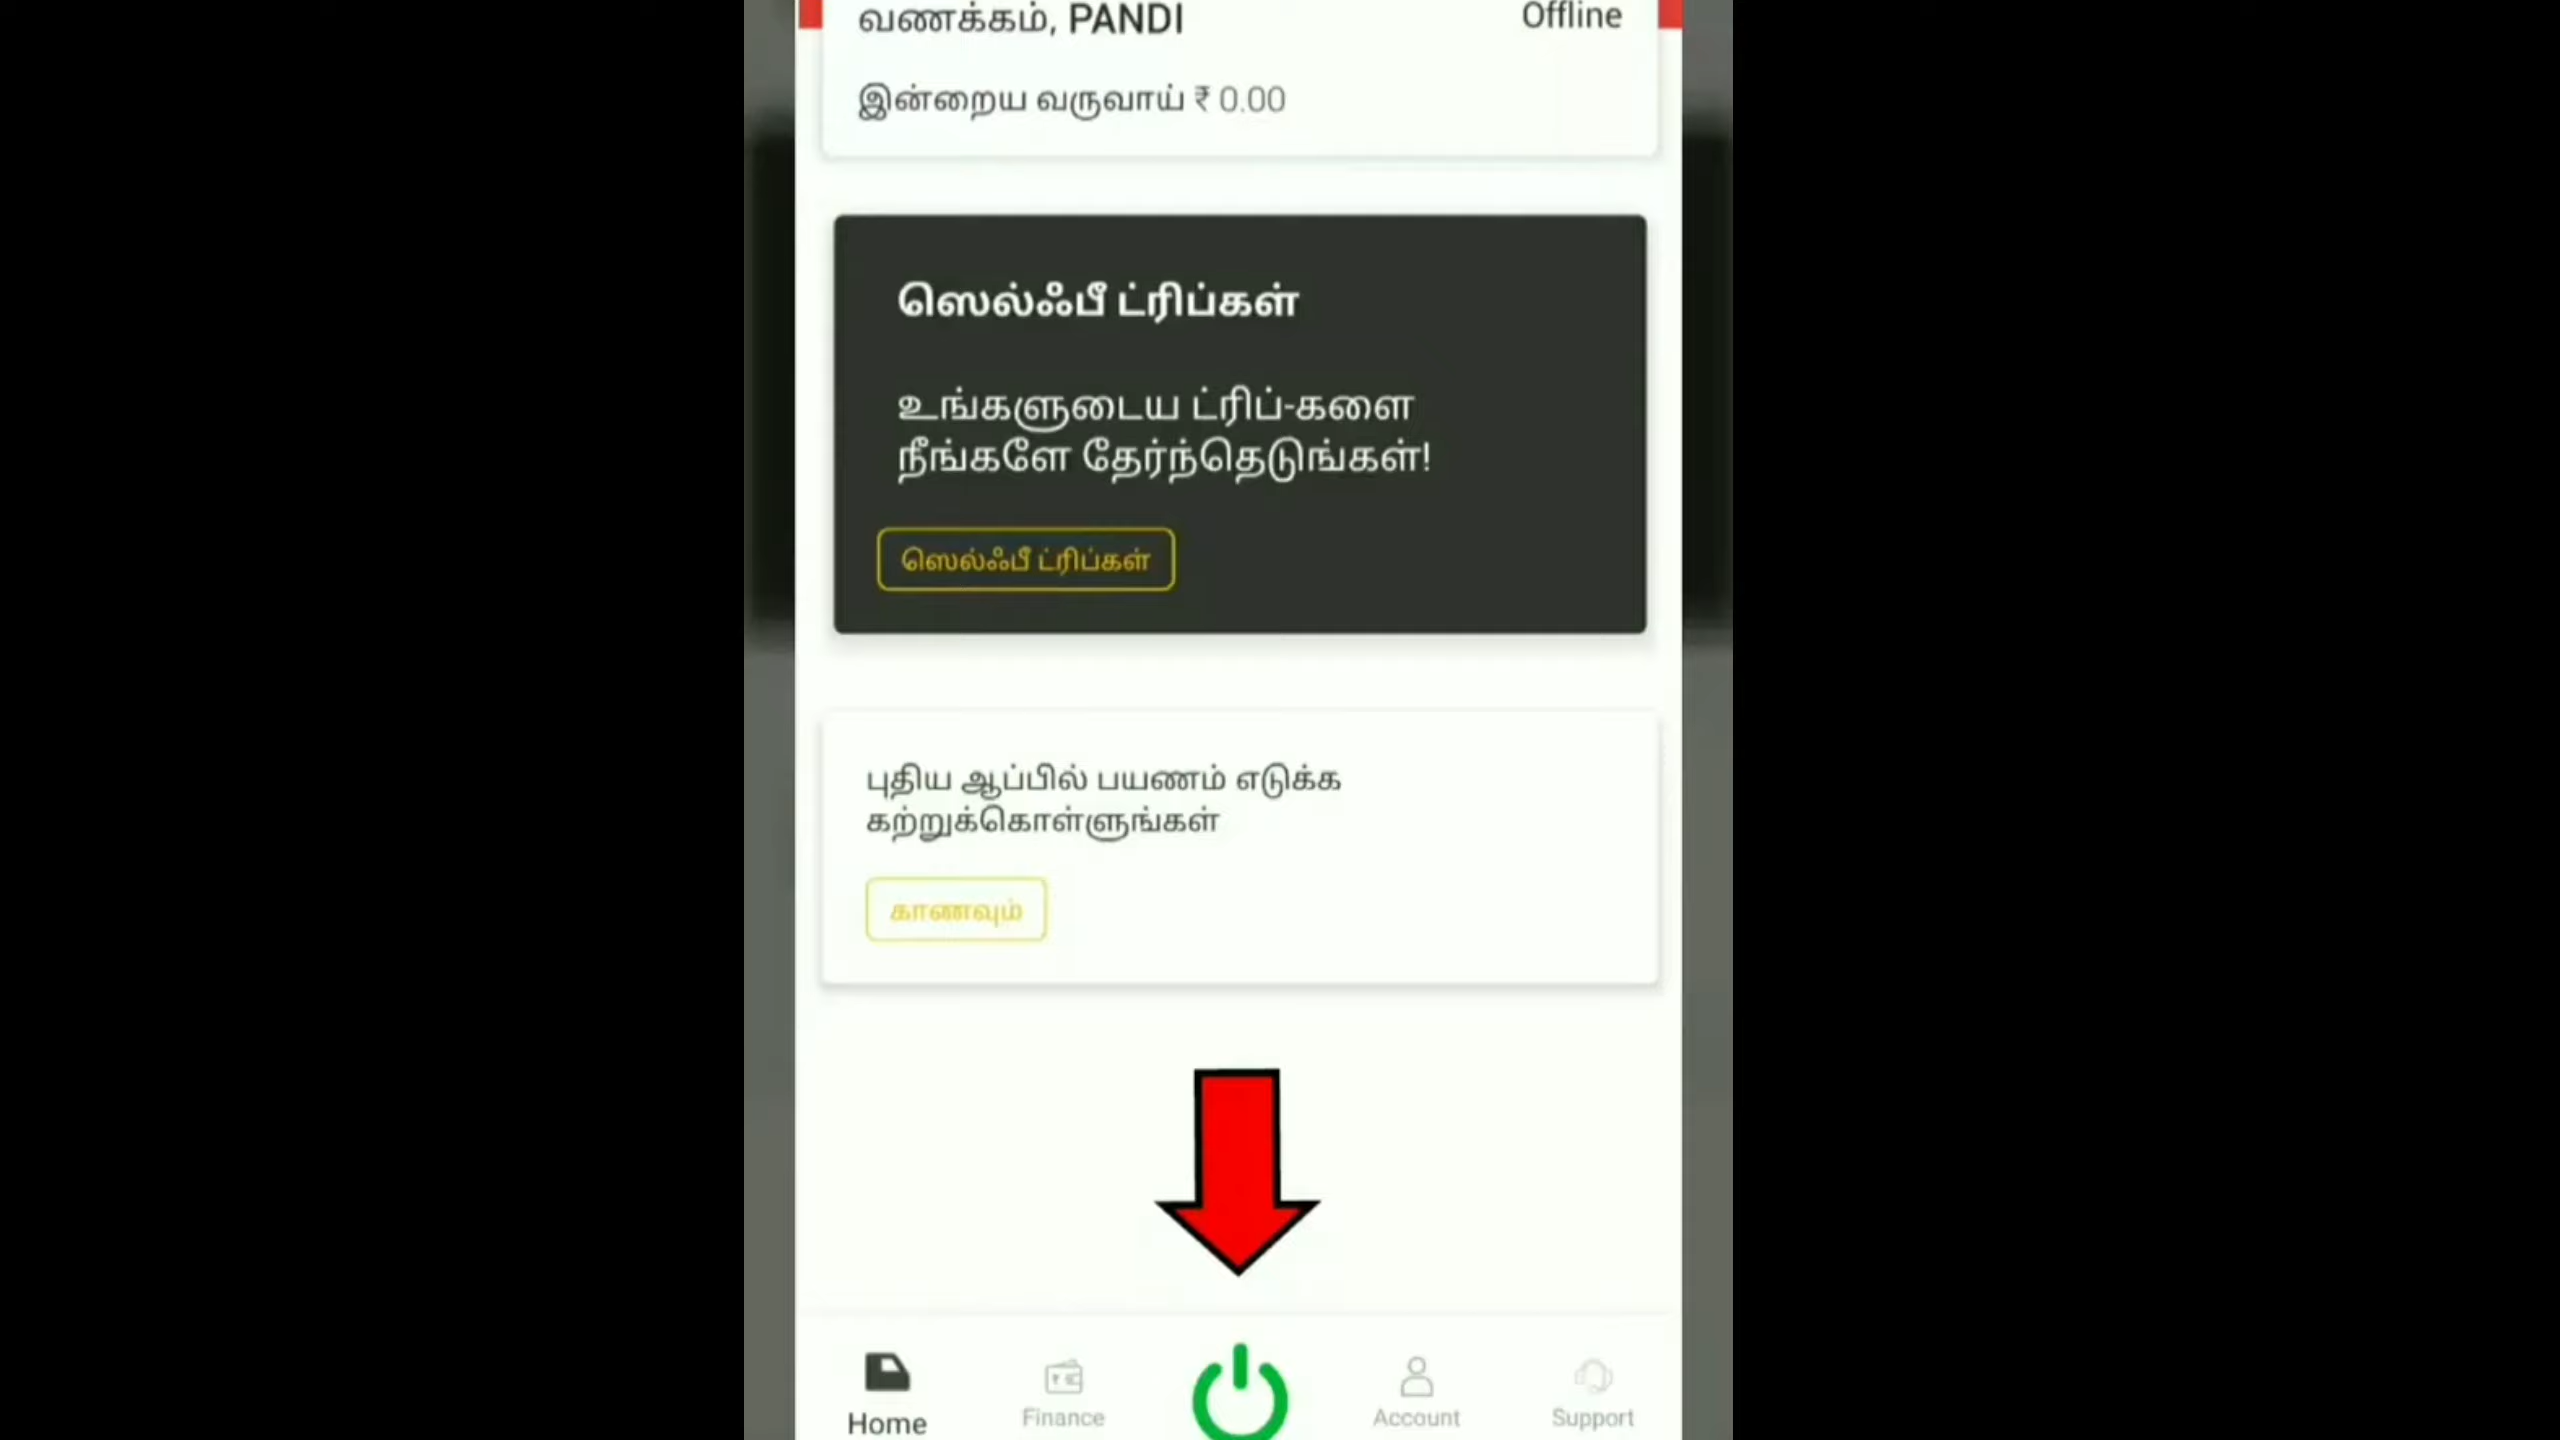 வணக்கம், PANDI
Offline
இன்றைய வருவாய் ₹ 0.00
ஸெல்ஃபீ ட்ரிப்கள்
உங்களுடைய ட்ரிப்-களை
நீங்களே தேர்ந்தெடுங்கள்!
ஸெல்ஃபீ ட்ரிப்கள்
புதிய ஆப்பில் பயணம் எடுக்க
கற்றுக்கொள்ளுங்கள்
காணவும்
Home
Finance
Account
Support